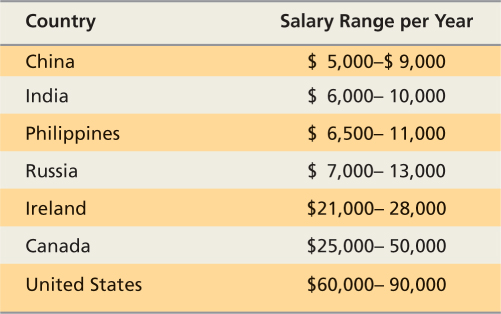 Country Salary Range per Year
China $ 5,000–$ 9,000
India $ 6,000– 10,000
Philippines $ 6,500– 11,000
Russia $ 7,000– 13,000
Ireland $21,000– 28,000
Canada $25,000– 50,000
United States $60,000– 90,000